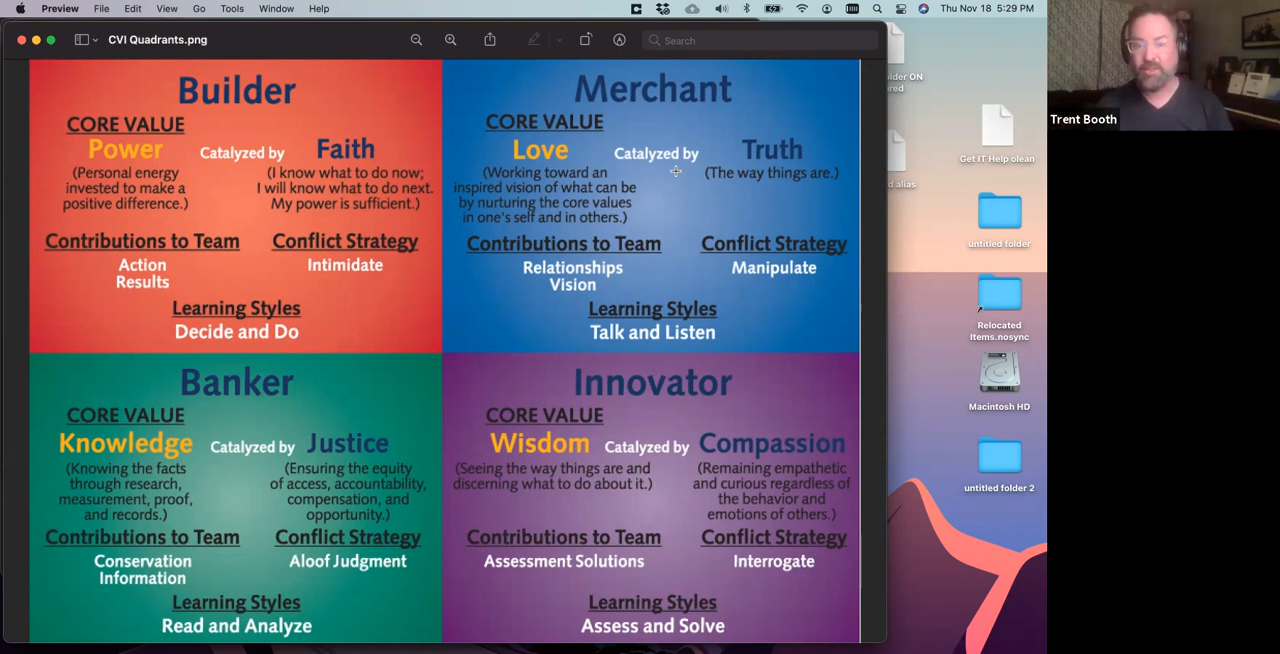 Preview File Edit View Go Tools Window Help
Thu Nov 18 5:29 PM
CVI Quadrants.png
Search
Builder
CORE VALUE
Power Catalyzed by Faith
(Personal energy
invested to make a
positive difference.)
(I know what to do now;
I will know what to do next.
My power is sufficient.)
Contributions to Team
Action
Results
Conflict Strategy
Intimidate
Learning Styles
Decide and Do
Merchant
CORE VALUE
Love Catalyzed by Truth
(Working toward an
inspired vision of what can be
by nurturing the core values
in one's self and in others.)
(The way things are.)
Contributions to Team
Relationships
Vision
Conflict Strategy
Manipulate
Learning Styles
Talk and Listen
Banker
CORE VALUE
Knowledge Catalyzed by Justice
(Knowing the facts
through research,
measurement, proof,
and records.)
(Ensuring the equity
of access, accountability,
compensation, and
opportunity.)
Contributions to Team
Conservation
Information
Conflict Strategy
Aloof Judgment
Learning Styles
Read and Analyze
Innovator
CORE VALUE
Wisdom Catalyzed by Compassion
(Seeing the way things are and
discerning what to do about it.)
(Remaining empathetic
and curious regardless of
the behavior and
emotions of others.)
Contributions to Team
Assessment Solutions
Conflict Strategy
Interrogate
Learning Styles
Assess and Solve
ON
alias
Get IT Help olean
untitled folder
Relocated
Items.nosync
Macintosh HD
untitled folder 2
Trent Booth